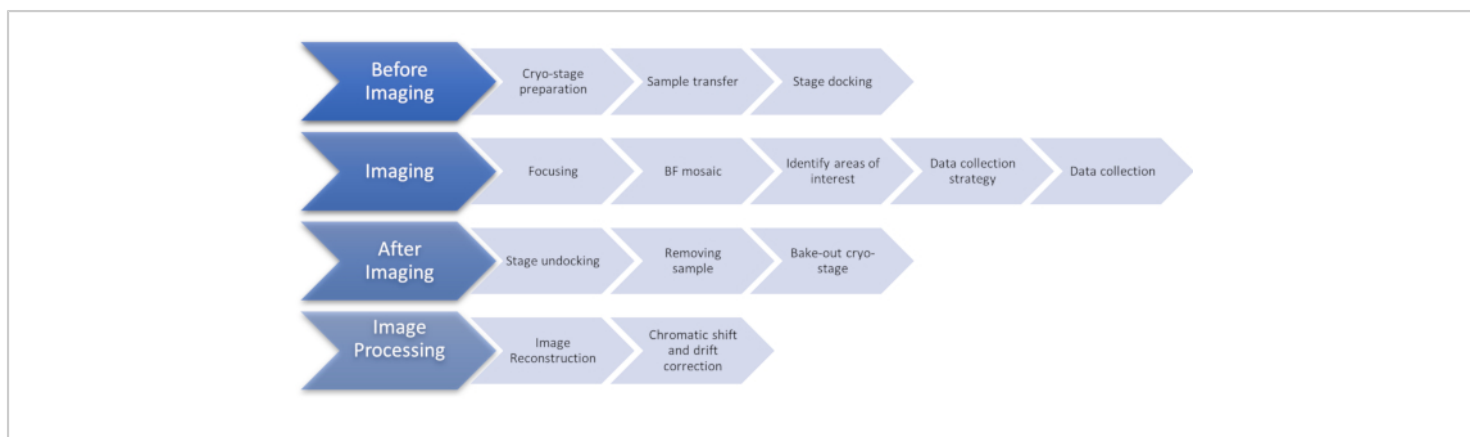 Before
Imaging
Cryo-stage
preparation
Sample transfer
Stage docking
Imaging
Focusing
BF mosaic
Identify areas of
interest
Data collection
strategy
Data collection
After
Imaging
Stage undocking
Removing
sample
Bake-out cryo-
stage
Image
Processing
Image
Reconstruction
Chromatic shift
and drift
correction